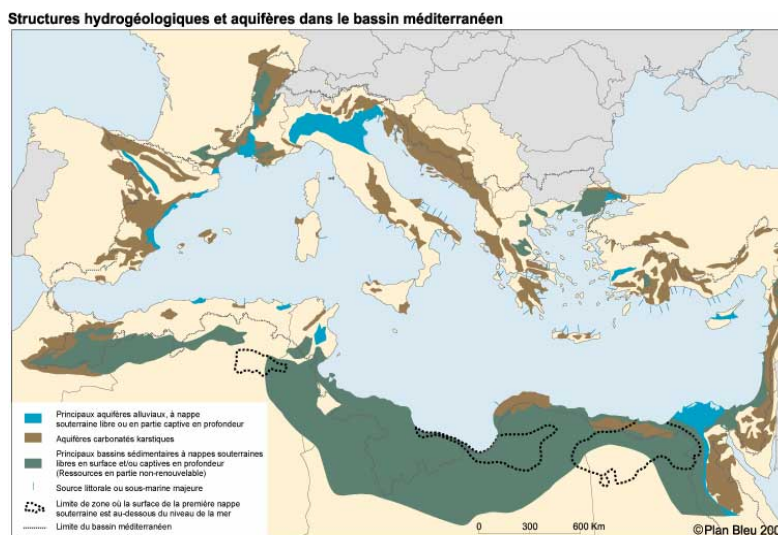 Structures hydrogéologiques et aquifères dans le bassin méditerranéen
Principaux aquifères alluviaux, à nappe
souterraine libre ou en partie captive en profondeur
Aquifères carbonatés karstiques
Principaux bassins sédimentaires à nappes souterraines
libres en surface et/ou captives en profondeur
(Ressources en partie non-renouvelable)
Source littorale ou sous-marine majeure
Limite de zone où la surface de la première nappe
souterraine est au-dessous du niveau de la mer
Limite du bassin méditerranéen
0 300 600 Km
©Plan Bleu 200